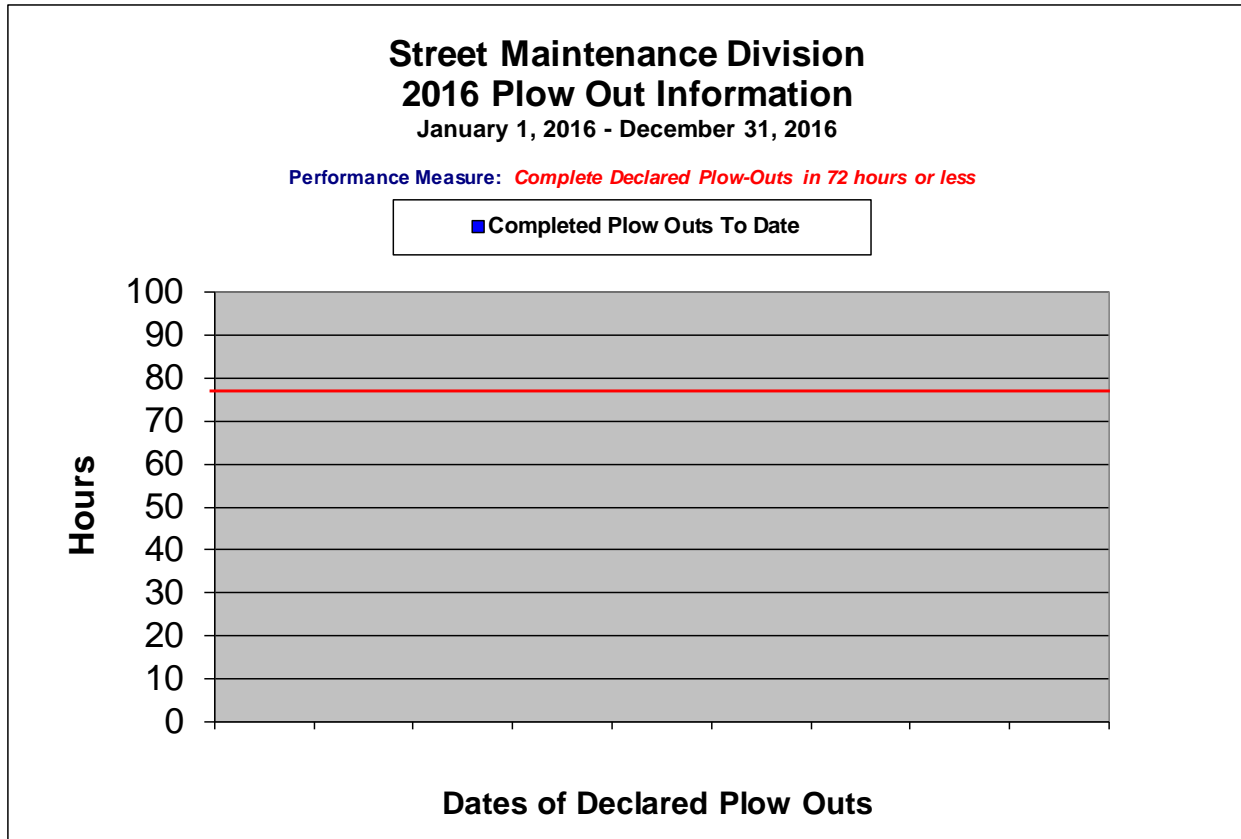 Street Maintenance Division
2016 Plow Out Information
January 1, 2016 - December 31, 2016
Performance Measure: Complete Declared Plow-Outs in 72 hours or less
Completed Plow Outs To Date
100
90
80
70
60
50
40
30
20
10
0
Hours
Dates of Declared Plow Outs